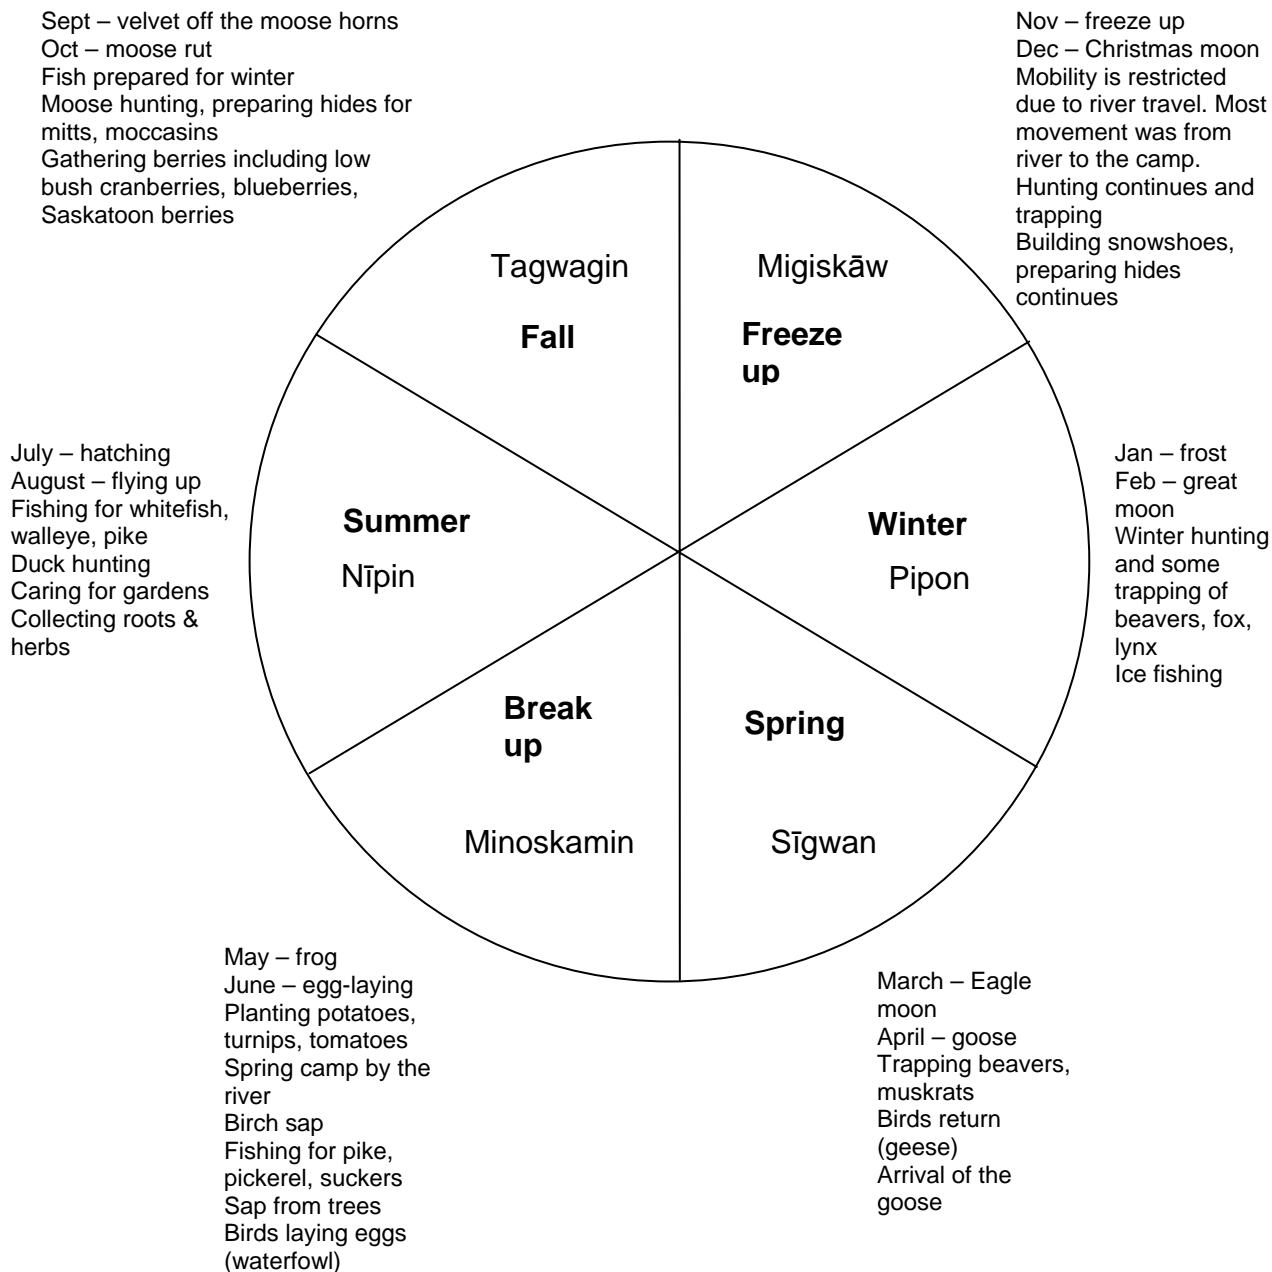 Sept – velvet off the moose horns
Oct – moose rut
Fish prepared for winter
Moose hunting, preparing hides for
mitts, moccasins
Gathering berries including low
bush cranberries, blueberries,
Saskatoon berries
Nov – freeze up
Dec – Christmas moon
Mobility is restricted
due to river travel. Most
movement was from
river to the camp.
Hunting continues and
trapping
Building snowshoes,
preparing hides
continues
Tagwagin
Fall
Migiskāw
Freeze
up
July – hatching
August – flying up
Fishing for whitefish,
walleye, pike
Duck hunting
Caring for gardens
Collecting roots &
herbs
Summer
Nīpin
Winter
Pipon
Jan – frost
Feb – great
moon
Winter hunting
and some
trapping of
beavers, fox,
lynx
Ice fishing
Break
up
Minoskamin
Spring
Sīgwan
May – frog
June – egg-laying
Planting potatoes,
turnips, tomatoes
Spring camp by the
river
Birch sap
Fishing for pike,
pickerel, suckers
Sap from trees
Birds laying eggs
(waterfowl)
March – Eagle
moon
April – goose
Trapping beavers,
muskrats
Birds return
(geese)
Arrival of the
goose